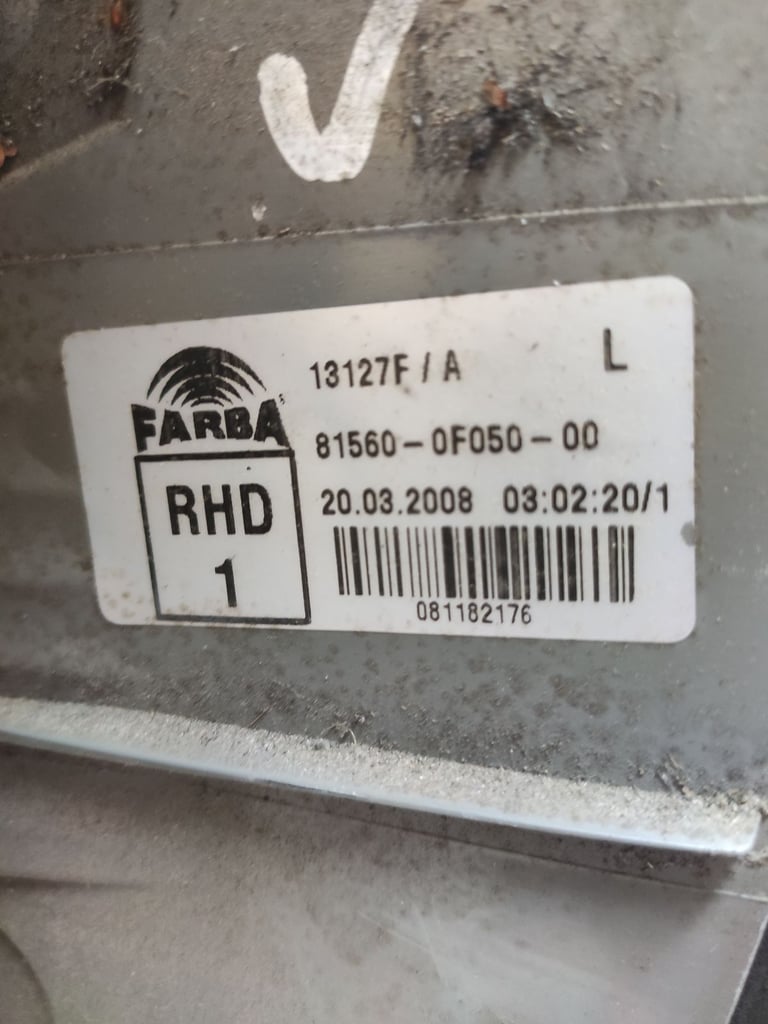 FARBA
RHD
1
13127F / A
L
81560-0F050-00
20.03.2008 03:02:20/1
081182176